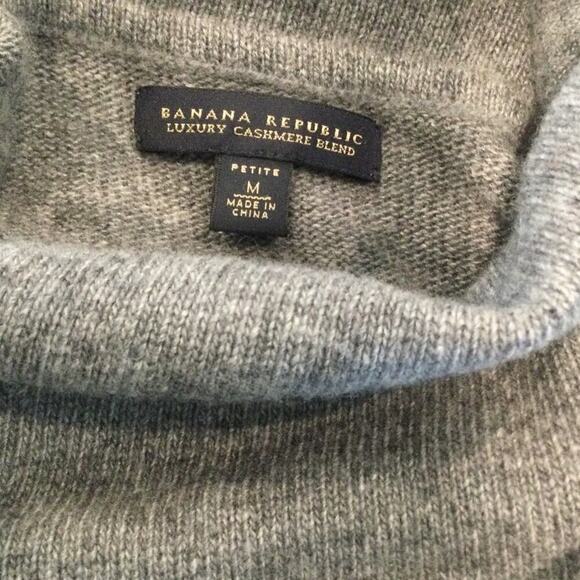 BANANA REPUBLIC
LUXURY CASHMERE BLEND
PETITE
M
MADE IN
CHINA